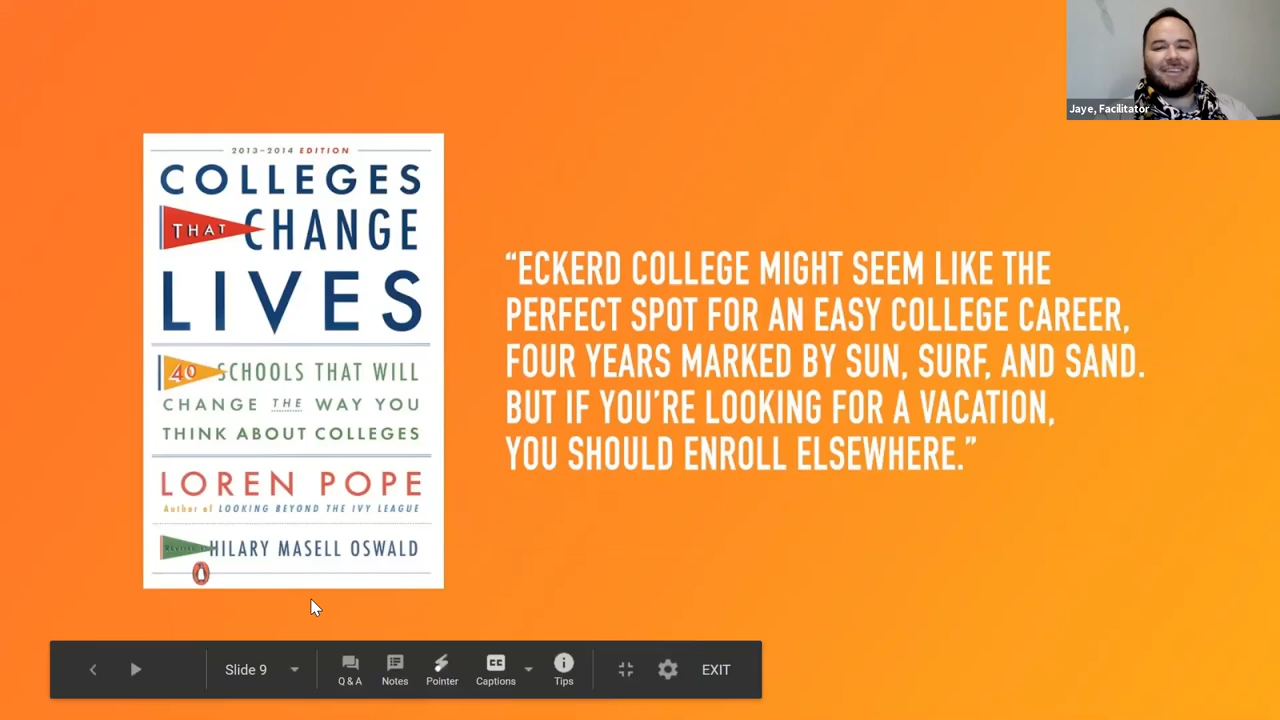 Jaye, Facilitator
2013–2014 EDITION
COLLEGES
THAT CHANGE
LIVES
40 SCHOOLS THAT WILL
CHANGE THE WAY YOU
THINK ABOUT COLLEGES
LOREN POPE
Author of LOOKING BEYOND THE IVY LEAGUE
HILARY MASELL OSWALD
“ECKERD COLLEGE MIGHT SEEM LIKE THE
PERFECT SPOT FOR AN EASY COLLEGE CAREER,
FOUR YEARS MARKED BY SUN, SURF, AND SAND.
BUT IF YOU’RE LOOKING FOR A VACATION,
YOU SHOULD ENROLL ELSEWHERE.”
Slide 9
Q & A
Notes
Pointer
CC
Captions
Tips
EXIT